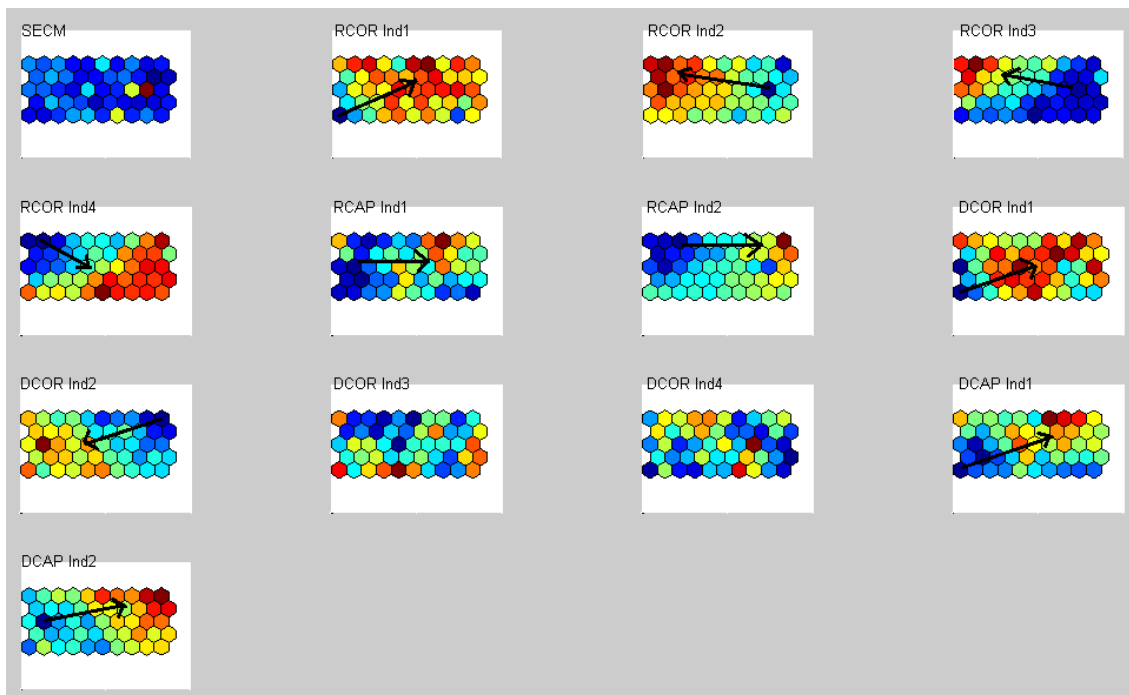 SECM
RCOR Ind1
RCOR Ind2
RCOR Ind3
RCOR Ind4
RCAP Ind1
RCAP Ind2
DCOR Ind1
DCOR Ind2
DCOR Ind3
DCOR Ind4
DCAP Ind1
DCAP Ind2